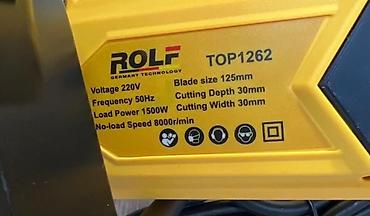 ROLF
GERMANY TECHNOLOGY
TOP1262
Voltage 220V
Frequency 50Hz
Load Power 1500W
No-load Speed 8000r/min
Blade size 125mm
Cutting Depth 30mm
Cutting Width 30mm